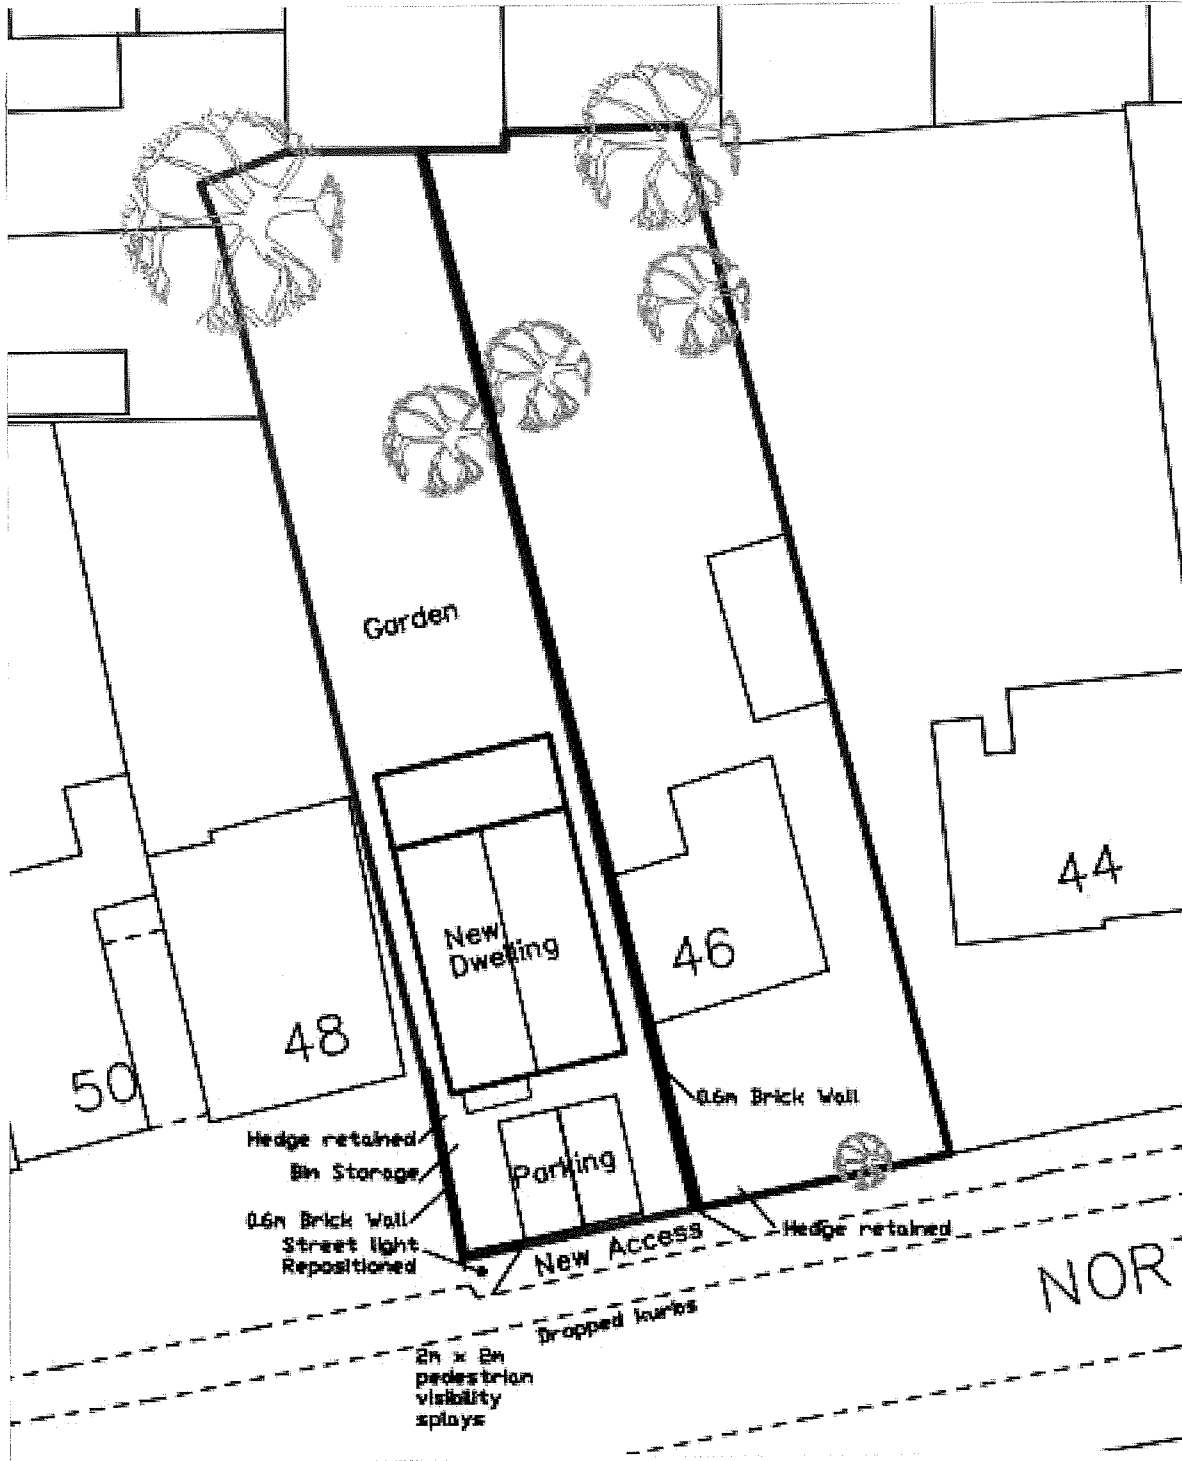 Garden
New
Dwelling
44
46
48
50
0.6m Brick Wall
Hedge retained
Parking
Bin Storage
0.6m Brick Wall
Street light
Repositioned
New Access
Hedge retained
NOR
Dropped kurbs
2m x 2m
pedestrian
visibility
splays